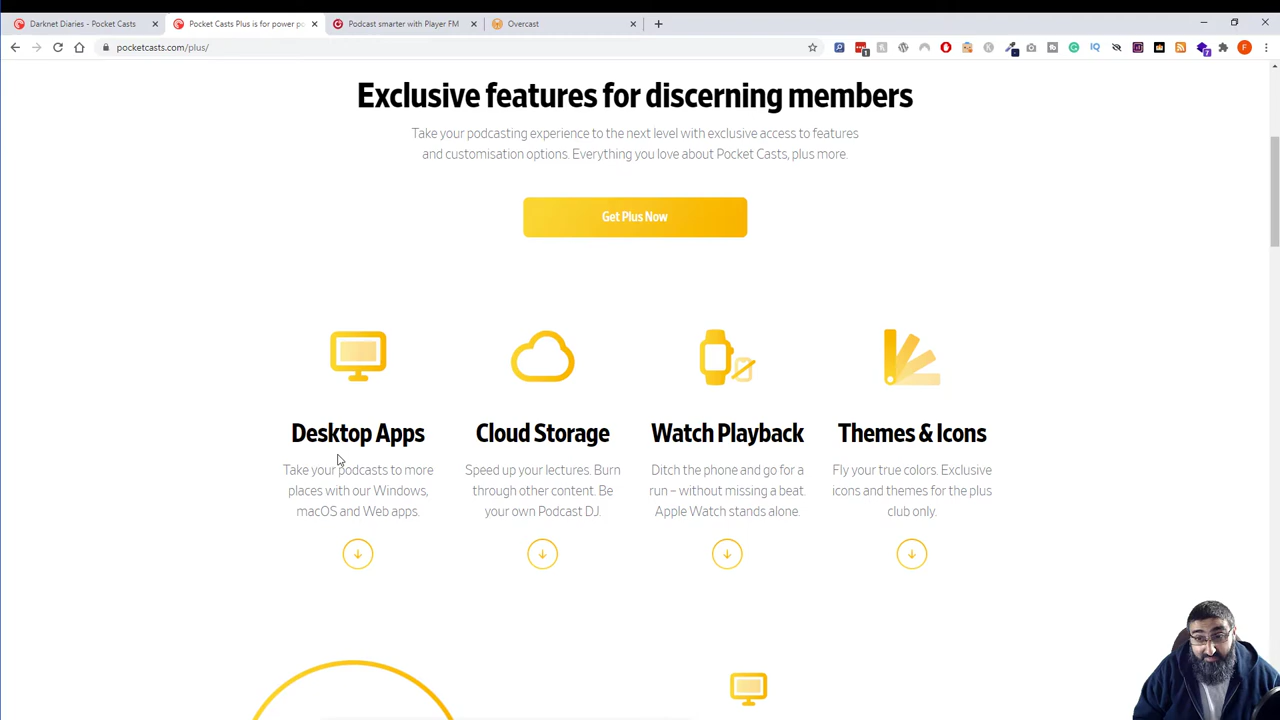 Darknet Diaries - Pocket Casts
Pocket Casts Plus is for power po
Podcast smarter with Player FM
Overcast
pocketcasts.com/plus/
Exclusive features for discerning members
Take your podcasting experience to the next level with exclusive access to features
and customisation options. Everything you love about Pocket Casts, plus more.
Get Plus Now
Desktop Apps
Take your podcasts to more
places with our Windows,
macOS and Web apps.
Cloud Storage
Speed up your lectures. Burn
through other content. Be
your own Podcast DJ.
Watch Playback
Ditch the phone and go for a
run – without missing a beat.
Apple Watch stands alone.
Themes & Icons
Fly your true colors. Exclusive
icons and themes for the plus
club only.